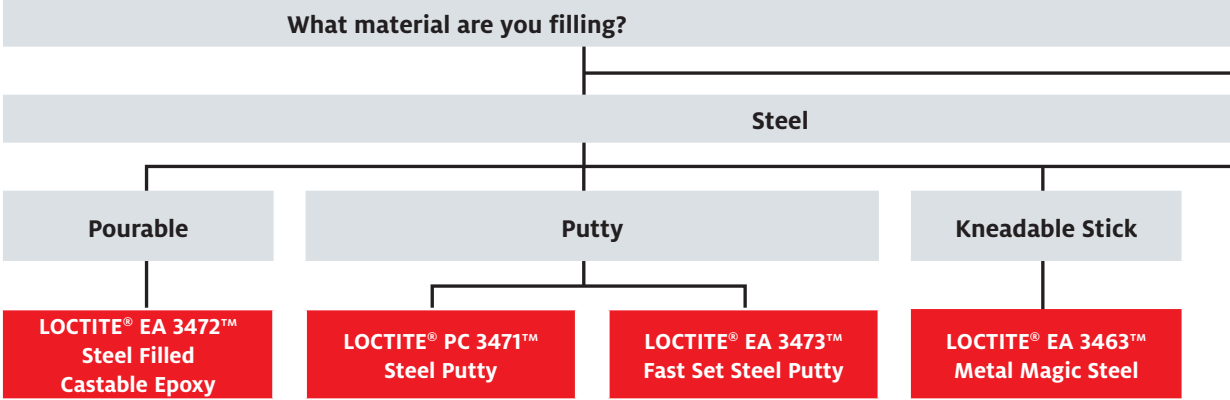 What material are you filling?
Steel
Pourable
Putty
Kneadable Stick
LOCTITE® EA 3472™
Steel Filled
Castable Epoxy
LOCTITE® PC 3471™
Steel Putty
LOCTITE® EA 3473™
Fast Set Steel Putty
LOCTITE® EA 3463™
Metal Magic Steel